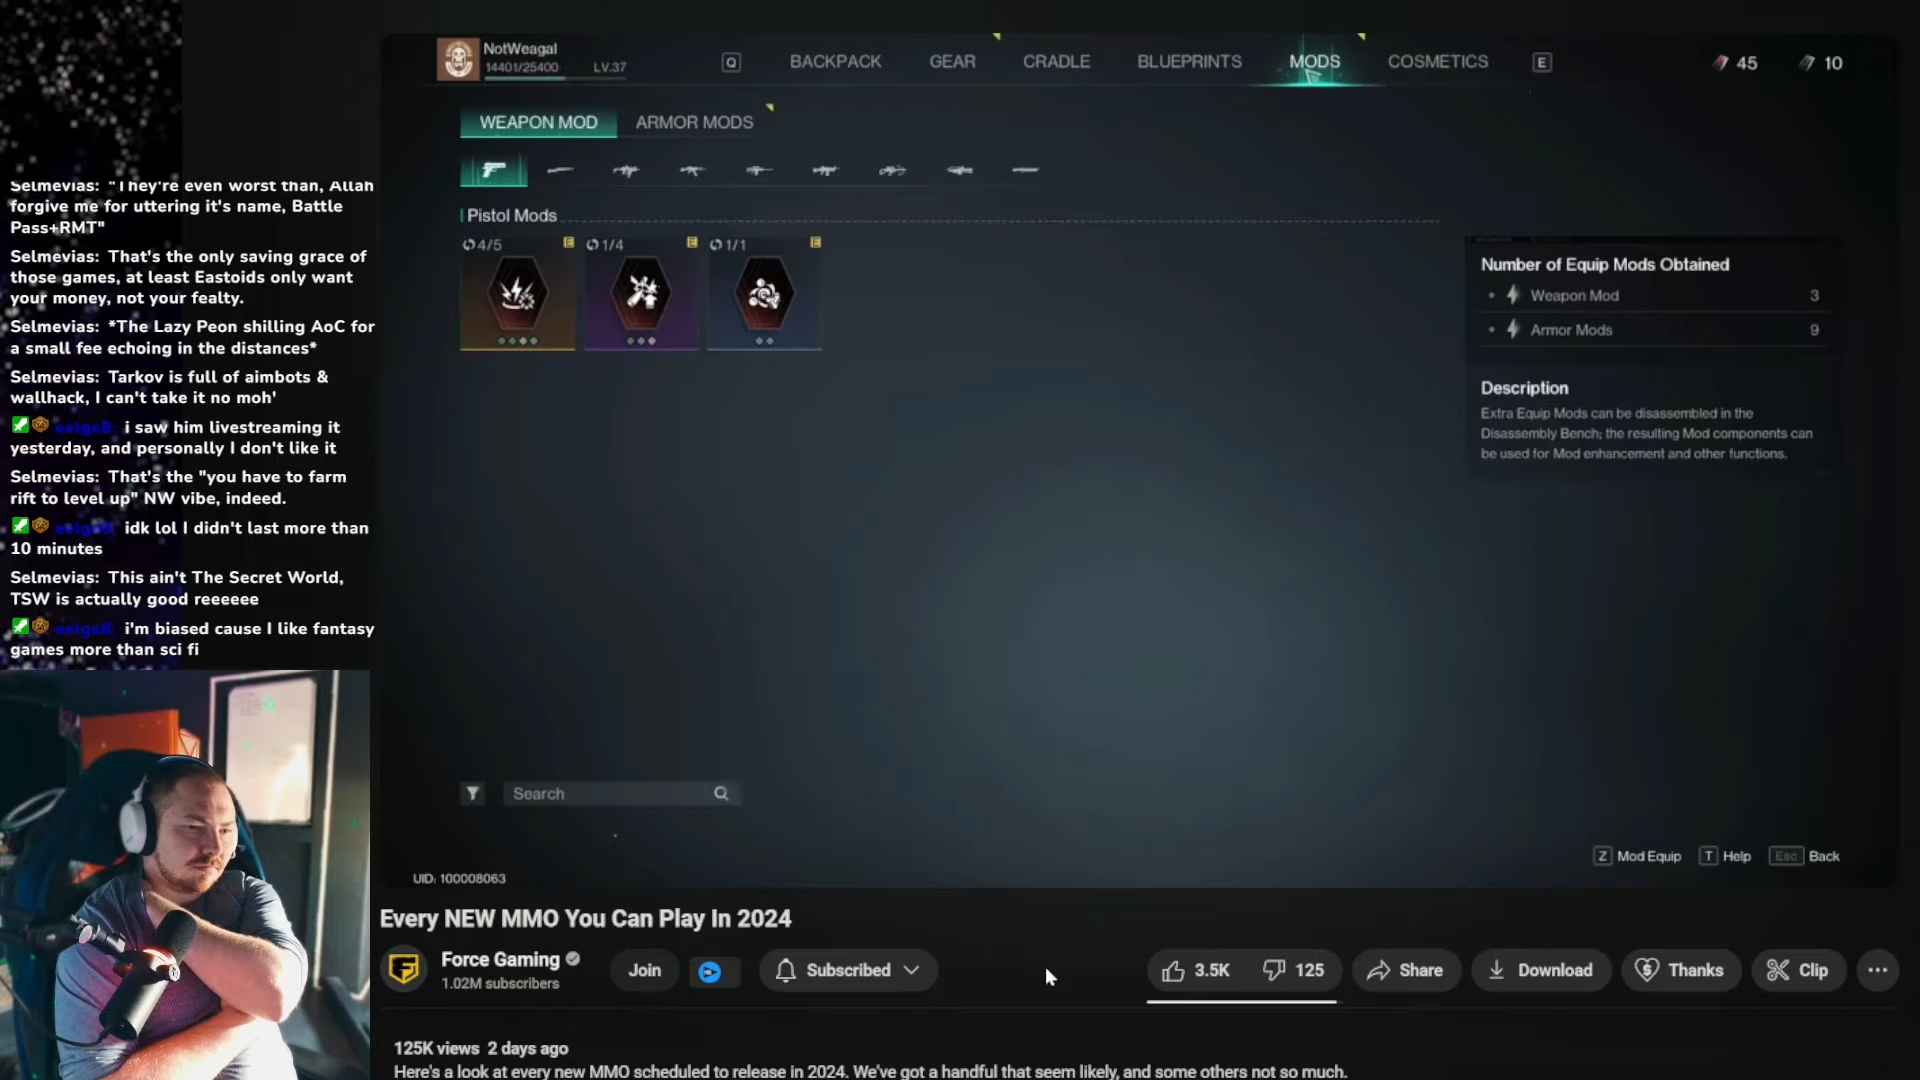 NotWeagal
14401/25400 LV.37
Q BACKPACK GEAR CRADLE BLUEPRINTS MODS COSMETICS E
45 10
WEAPON MOD ARMOR MODS
Pistol Mods
4/5 E 1/4 E 1/1 E
Number of Equip Mods Obtained
Weapon Mod 3
Armor Mods 9
Description
Extra Equip Mods can be disassembled in the
Disassembly Bench; the resulting Mod components can
be used for Mod enhancement and other functions.
Search
Z Mod Equip T Help Esc Back
UID: 100008063
Selmevias: "They're even worst than, Allah
forgive me for uttering it's name, Battle
Pass+RMT"
Selmevias: That's the only saving grace of
those games, at least Eastoids only want
your money, not your fealty.
Selmevias: *The Lazy Peon shilling AoC for
a small fee echoing in the distances*
Selmevias: Tarkov is full of aimbots &
wallhack, I can't take it no moh'
i saw him livestreaming it
yesterday, and personally I don't like it
Selmevias: That's the "you have to farm
rift to level up" NW vibe, indeed.
idk lol I didn't last more than
10 minutes
Selmevias: This ain't The Secret World,
TSW is actually good reeeeee
i'm biased cause I like fantasy
games more than sci fi
Every NEW MMO You Can Play In 2024
Force Gaming
1.02M subscribers
Join Subscribed 3.5K 125 Share Download Thanks Clip
125K views 2 days ago
Here's a look at every new MMO scheduled to release in 2024. We've got a handful that seem likely, and some others not so much.